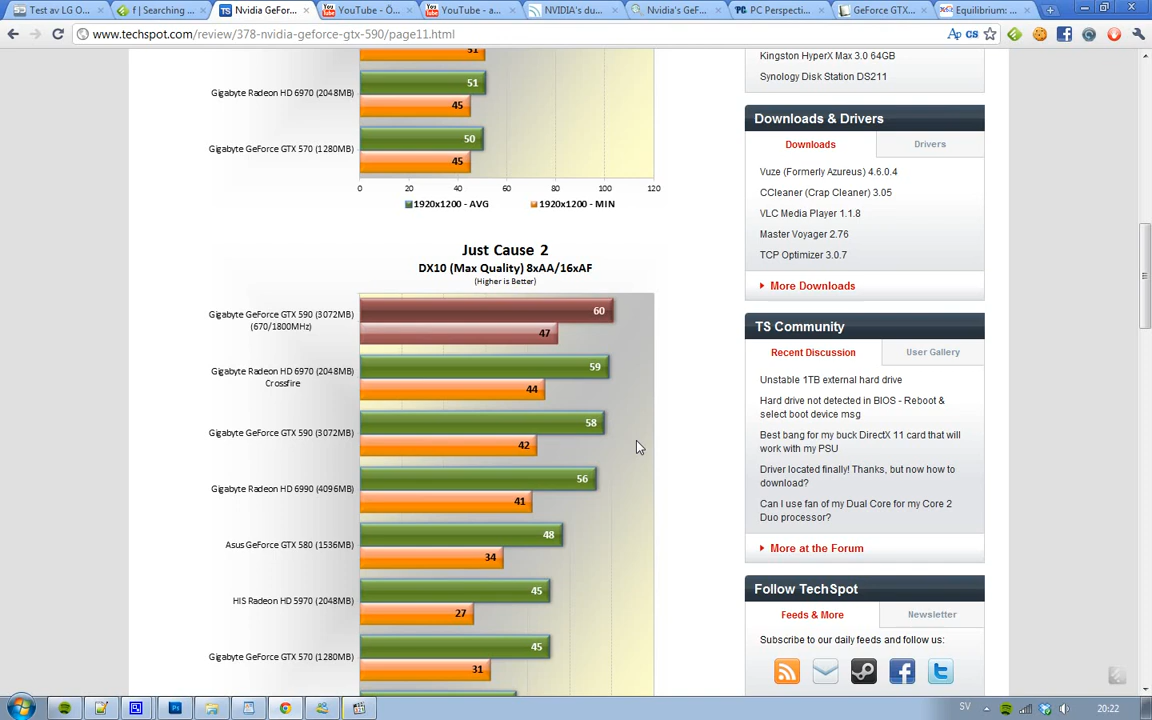 Test av LG O...
f | Searching ...
Nvidia GeFor...
YouTube - Ö...
YouTube - a...
NVIDIA's du...
Nvidia's GeF...
PC Perspecti...
GeForce GTX...
Equilibrium: ...
www.techspot.com/review/378-nvidia-geforce-gtx-590/page11.html
51
Gigabyte Radeon HD 6970 (2048MB)
51
45
Gigabyte GeForce GTX 570 (1280MB)
50
45
0 20 40 60 80 100 120
1920x1200 - AVG 1920x1200 - MIN
Just Cause 2
DX10 (Max Quality) 8xAA/16xAF
(Higher is Better)
Gigabyte GeForce GTX 590 (3072MB)
(670/1800MHz)
60
47
Gigabyte Radeon HD 6970 (2048MB)
Crossfire
59
44
Gigabyte GeForce GTX 590 (3072MB)
58
42
Gigabyte Radeon HD 6990 (4096MB)
56
41
Asus GeForce GTX 580 (1536MB)
48
34
HIS Radeon HD 5970 (2048MB)
45
27
Gigabyte GeForce GTX 570 (1280MB)
45
31
Kingston HyperX Max 3.0 64GB
Synology Disk Station DS211
Downloads & Drivers
Downloads Drivers
Vuze (Formerly Azureus) 4.6.0.4
CCleaner (Crap Cleaner) 3.05
VLC Media Player 1.1.8
Master Voyager 2.76
TCP Optimizer 3.0.7
More Downloads
TS Community
Recent Discussion User Gallery
Unstable 1TB external hard drive
Hard drive not detected in BIOS - Reboot &
select boot device msg
Best bang for my buck DirectX 11 card that will
work with my PSU
Driver located finally! Thanks, but now how to
download?
Can I use fan of my Dual Core for my Core 2
Duo processor?
More at the Forum
Follow TechSpot
Feeds & More Newsletter
Subscribe to our daily feeds and follow us:
SV
20:22